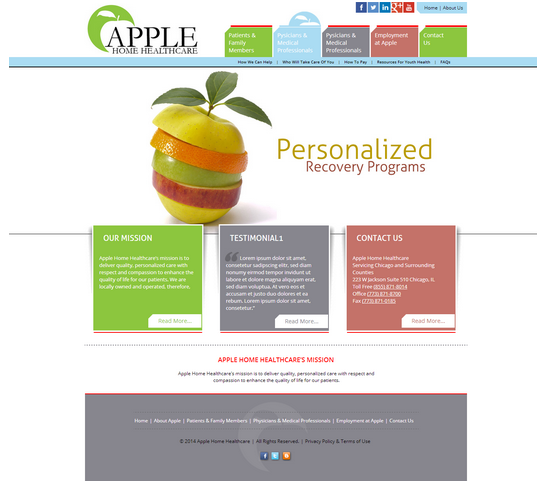 Home | About Us
APPLE
HOME HEALTHCARE
Patients &
Family
Members
Pysicians &
Medical
Professionals
Pysicians &
Medical
Professionals
Employment
at Apple
Contact
Us
How We Can Help | Who Will Take Care Of You | How To Pay | Resources For Youth Health | FAQs
Personalized
Recovery Programs
OUR MISSION
Apple Home Healthcare's mission is to
deliver quality, personalized care with
respect and compassion to enhance the
quality of life for our patients. We are
locally owned and operated, therefore,
Read More...
TESTIMONIAL1
Lorem ipsum dolor sit amet,
consetetur sadipscing elitr, sed diam
nonumy eirmod tempor invidunt ut
labore et dolore magna aliquyam erat,
sed diam voluptua. At vero eos et
accusam et justo duo dolores et ea
rebum. Lorem ipsum dolor sit amet,
consetetur."
Read More...
CONTACT US
Apple Home Healthcare
Servicing Chicago and Surrounding
Counties
223 W Jackson Suite 510 Chicago, IL
Toll Free (855) 871-8014
Office (773) 871-8700
Fax (773) 871-0185
Read More...
APPLE HOME HEALTHCARE'S MISSION
Apple Home Healthcare's mission is to deliver quality, personalized care with respect and
compassion to enhance the quality of life for our patients.
Home | About Apple | Patients & Family Members | Physicians & Medical Professionals | Employment at Apple | Contact Us
© 2014 Apple Home Healthcare | All Rights Reserved. | Privacy Policy & Terms of Use